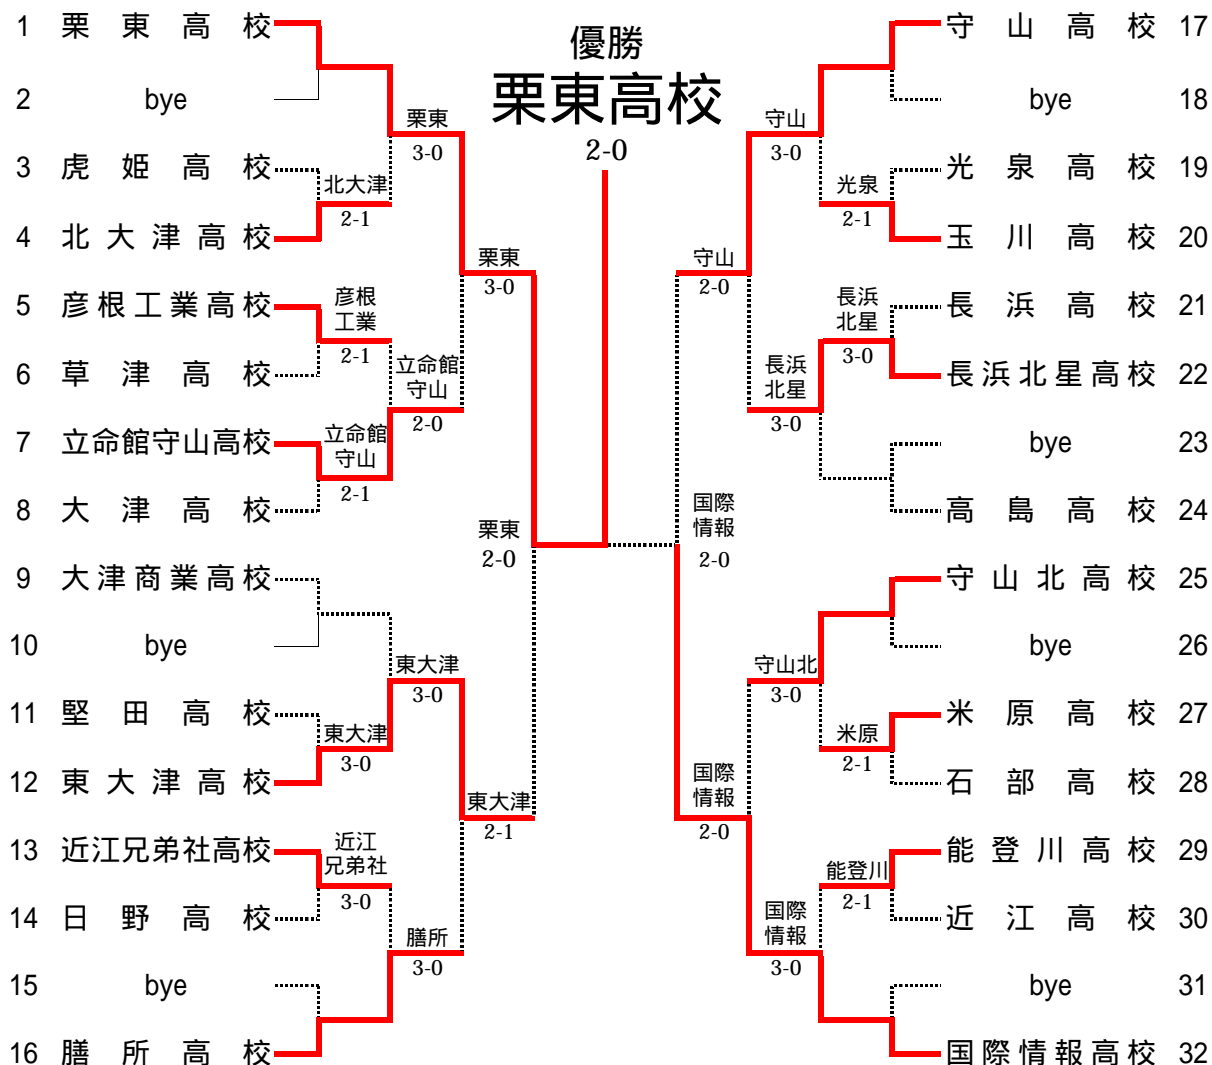 優勝
栗東高校
2-0
1 栗東高校
2 bye
3 虎姫高校
4 北大津高校
5 彦根工業高校
6 草津高校
7 立命館守山高校
8 大津高校
9 大津商業高校
10 bye
11 堅田高校
12 東大津高校
13 近江兄弟社高校
14 日野高校
15 bye
16 膳所高校
北大津
2-1
彦根
工業
2-1
立命館
守山
2-1
東大津
3-0
近江
兄弟社
3-0
栗東
3-0
立命館
守山
2-0
東大津
3-0
膳所
3-0
栗東
3-0
東大津
2-1
栗東
2-0
国際
情報
2-0
守山
2-0
国際
情報
2-0
守山
3-0
長浜
北星
3-0
守山北
3-0
国際
情報
3-0
光泉
2-1
長浜
北星
3-0
米原
2-1
能登川
2-1
守山高校 17
bye 18
光泉高校 19
玉川高校 20
長浜高校 21
長浜北星高校 22
bye 23
高島高校 24
守山北高校 25
bye 26
米原高校 27
石部高校 28
能登川高校 29
近江高校 30
bye 31
国際情報高校 32